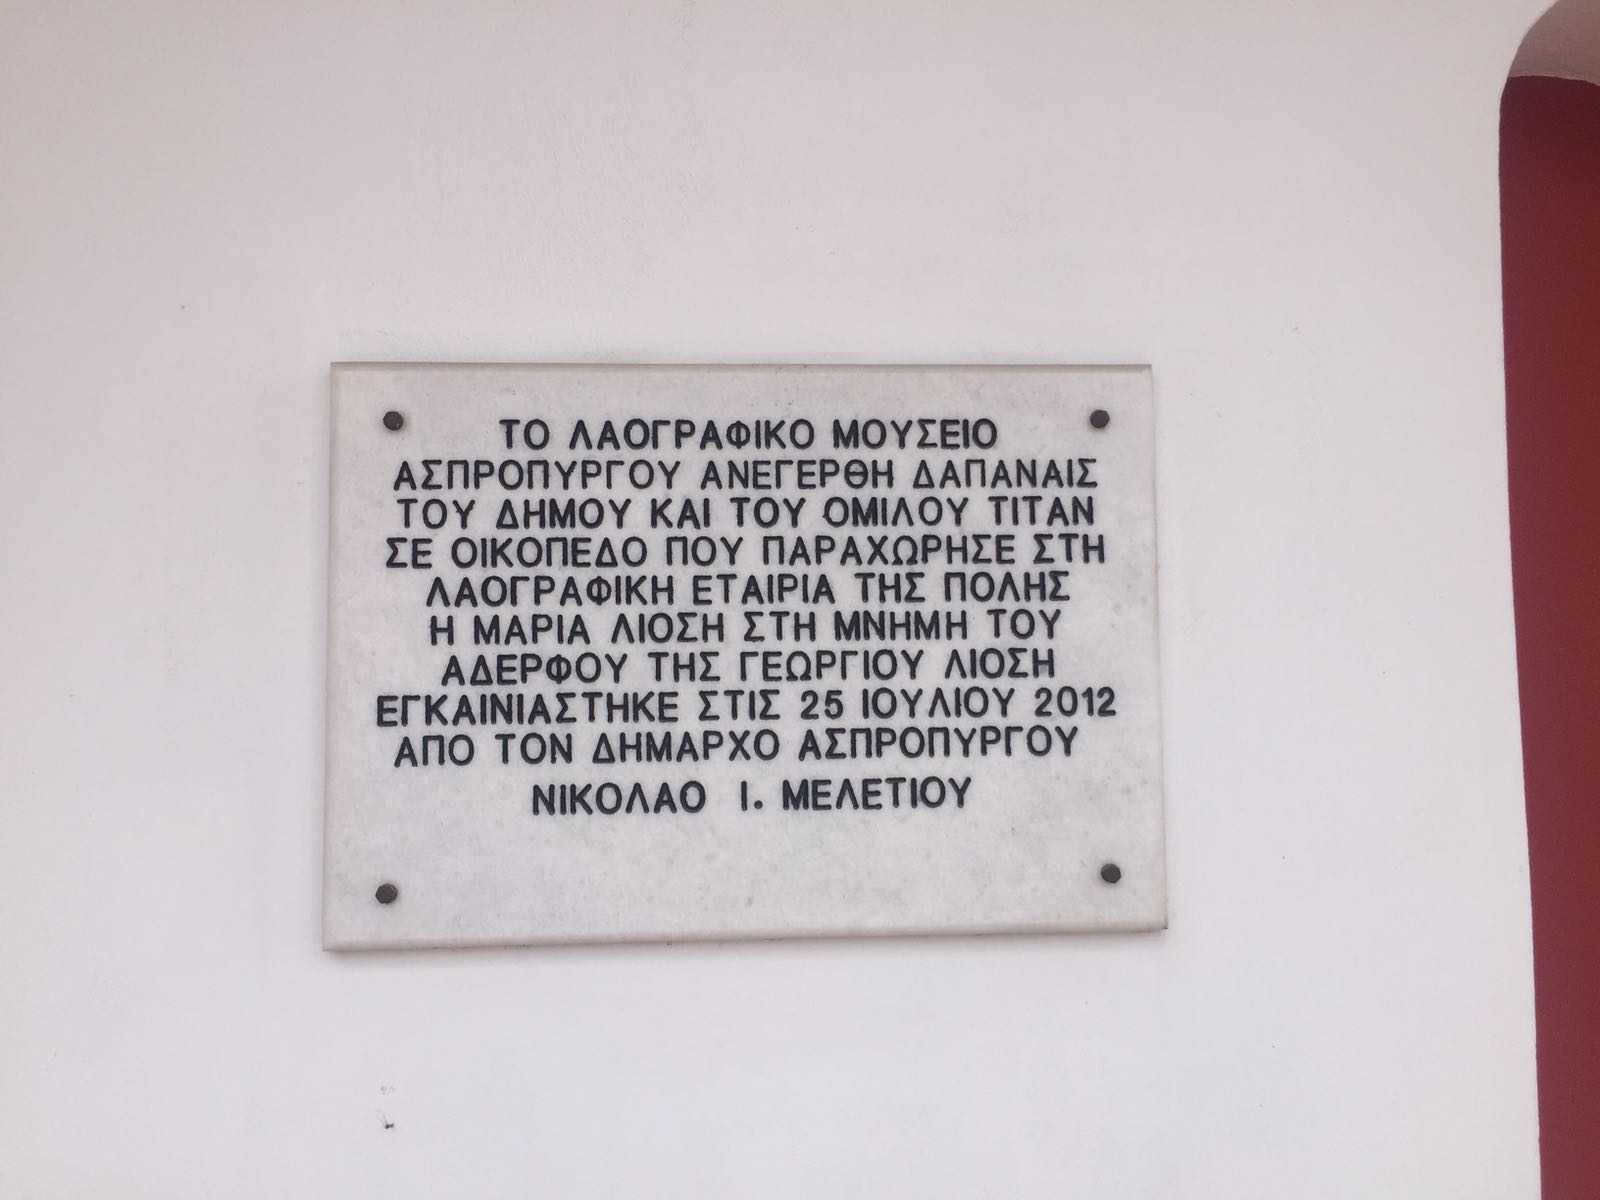 ΤΟ ΛΑΟΓΡΑΦΙΚΟ ΜΟΥΣΕΙΟ
ΑΣΠΡΟΠΥΡΓΟΥ ΑΝΕΓΕΡΘΗ ΔΑΠΑΝΑΙΣ
ΤΟΥ ΔΗΜΟΥ ΚΑΙ ΤΟΥ ΟΜΙΛΟΥ ΤΙΤΑΝ
ΣΕ ΟΙΚΟΠΕΔΟ ΠΟΥ ΠΑΡΑΧΩΡΗΣΕ ΣΤΗ
ΛΑΟΓΡΑΦΙΚΗ ΕΤΑΙΡΙΑ ΤΗΣ ΠΟΛΗΣ
Η ΜΑΡΙΑ ΛΙΟΣΗ ΣΤΗ ΜΝΗΜΗ ΤΟΥ
ΑΔΕΡΦΟΥ ΤΗΣ ΓΕΩΡΓΙΟΥ ΛΙΟΣΗ
ΕΓΚΑΙΝΙΑΣΤΗΚΕ ΣΤΙΣ 25 ΙΟΥΛΙΟΥ 2012
ΑΠΟ ΤΟΝ ΔΗΜΑΡΧΟ ΑΣΠΡΟΠΥΡΓΟΥ
ΝΙΚΟΛΑΟ Ι. ΜΕΛΕΤΙΟΥ